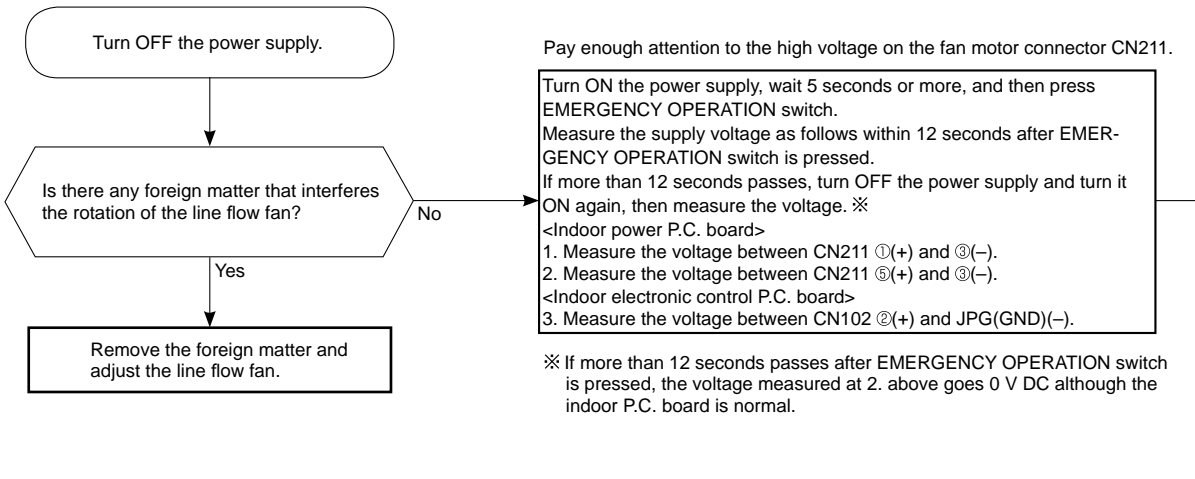 Turn OFF the power supply.
Is there any foreign matter that interferes
the rotation of the line flow fan?
No
Yes
Remove the foreign matter and
adjust the line flow fan.
Pay enough attention to the high voltage on the fan motor connector CN211.
Turn ON the power supply, wait 5 seconds or more, and then press
EMERGENCY OPERATION switch.
Measure the supply voltage as follows within 12 seconds after EMER-
GENCY OPERATION switch is pressed.
If more than 12 seconds passes, turn OFF the power supply and turn it
ON again, then measure the voltage. ※
<Indoor power P.C. board>
1. Measure the voltage between CN211 ①(+) and ③(–).
2. Measure the voltage between CN211 ⑤(+) and ③(–).
<Indoor electronic control P.C. board>
3. Measure the voltage between CN102 ②(+) and JPG(GND)(–).
※ If more than 12 seconds passes after EMERGENCY OPERATION switch
is pressed, the voltage measured at 2. above goes 0 V DC although the
indoor P.C. board is normal.